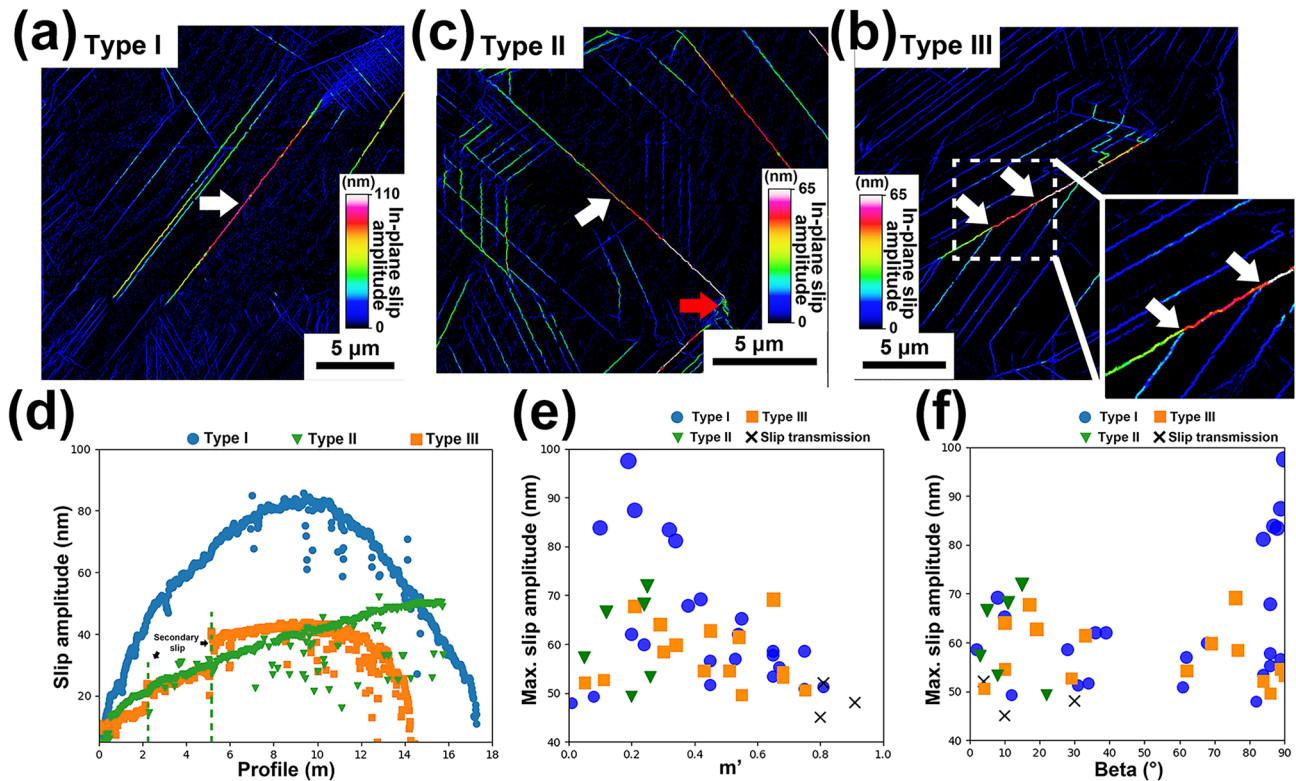 (a) Type I
(nm)
110
0
In-plane slip
amplitude
5 μm
(c) Type II
(nm)
65
0
In-plane slip
amplitude
5 μm
(b) Type III
(nm)
65
0
In-plane slip
amplitude
5 μm
(d)
Type I
Type II
Type III
Slip amplitude (nm)
100
80
60
40
20
Secondary
slip
0 2 4 6 8 10 12 14 16 18
Profile (m)
(e)
Type I
Type III
Type II
Slip transmission
Max. slip amplitude (nm)
100
90
80
70
60
50
40
0.0 0.2 0.4 0.6 0.8 1.0
m’
(f)
Type I
Type III
Type II
Slip transmission
Max. slip amplitude (nm)
100
90
80
70
60
50
40
0 10 20 30 40 50 60 70 80 90
Beta (°)